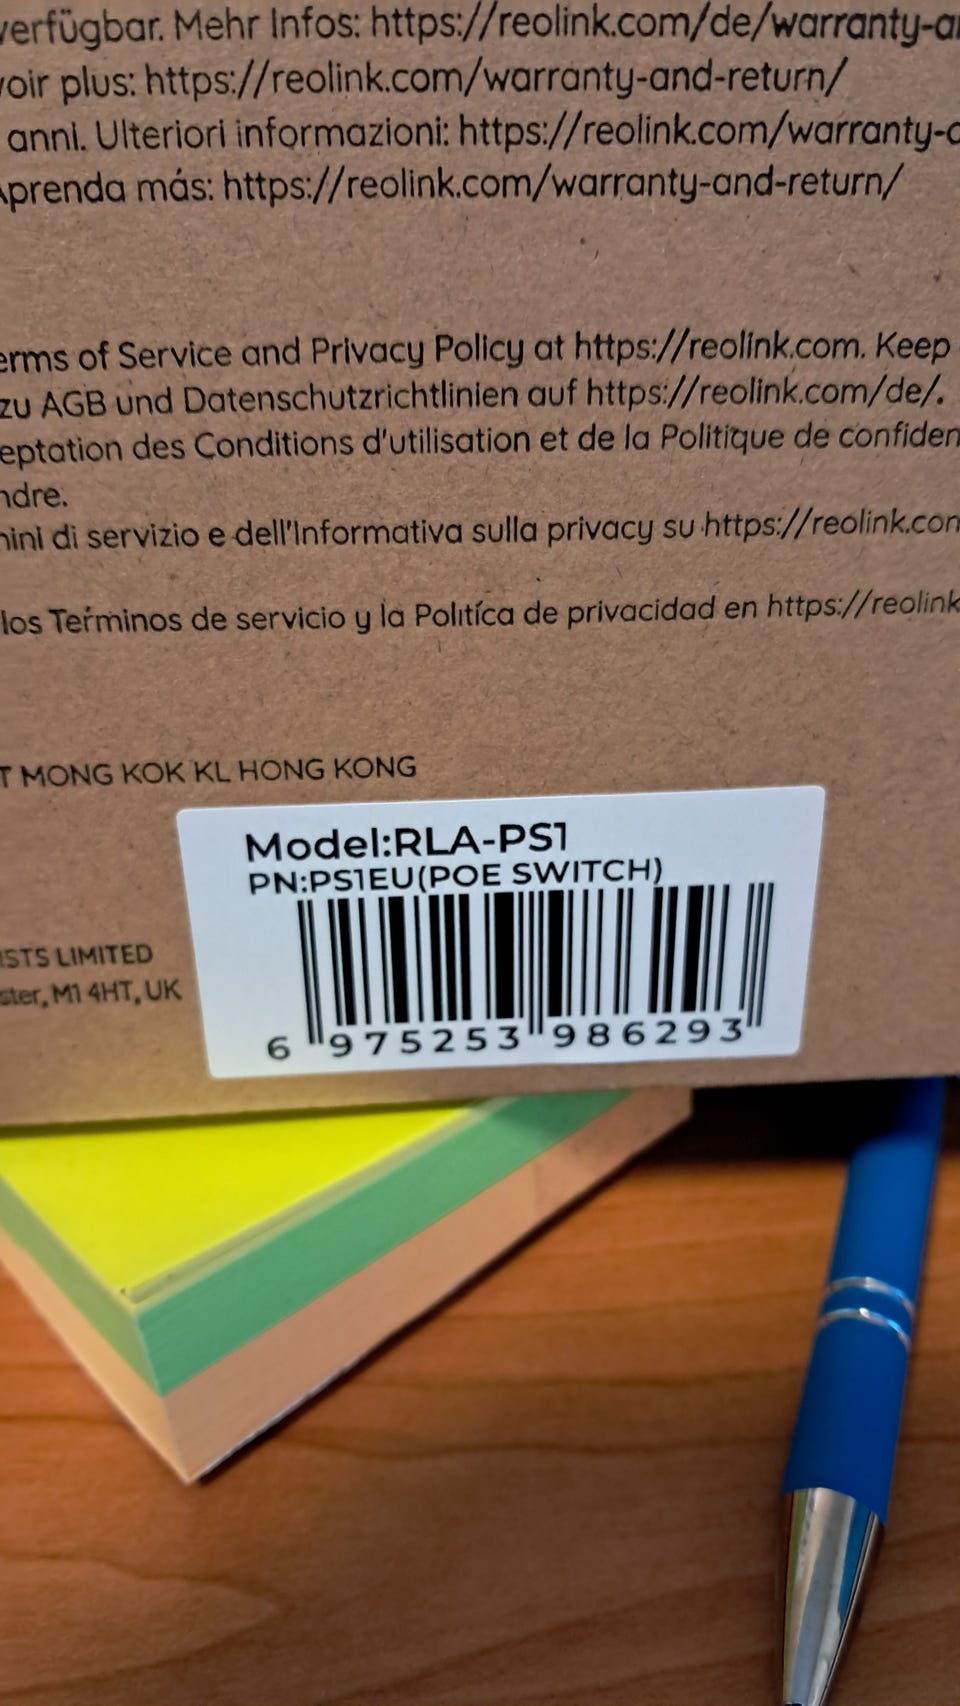 verfügbar. Mehr Infos: https://reolink.com/de/warranty-a
voir plus: https://reolink.com/warranty-and-return/
anni. Ulteriori informazioni: https://reolink.com/warranty-
Aprenda más: https://reolink.com/warranty-and-return/
erms of Service and Privacy Policy at https://reolink.com. Keep
zu AGB und Datenschutzrichtlinien auf https://reolink.com/de/.
eptation des Conditions d'utilisation et de la Politique de confiden
ndre.
mini di servizio e dell'Informativa sulla privacy su https://reolink.con
los Teŕminos de servicio y la Politíca de privacidad en https://reolink
T MONG KOK KL HONG KONG
Model:RLA-PS1
PN:PS1EU(POE SWITCH)
ISTS LIMITED
ster, M1 4HT, UK
6 975253 986293